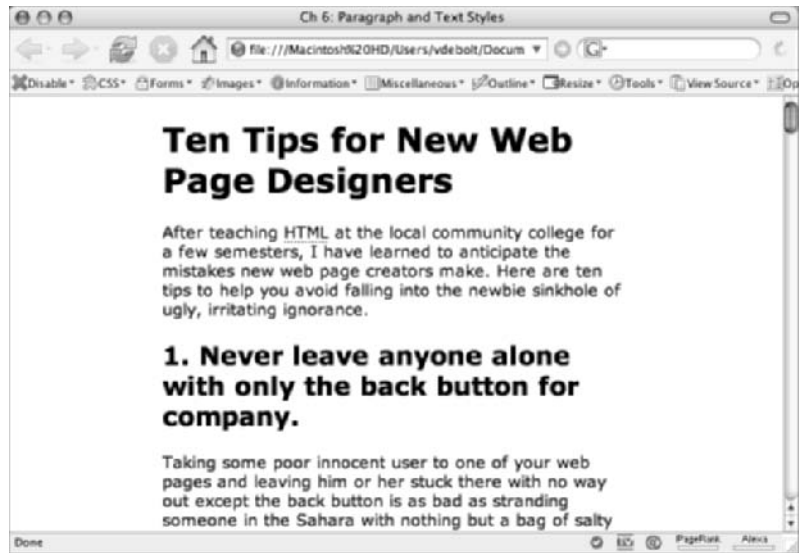 Ch 6: Paragraph and Text Styles
file:///Macintosh%20HD/Users/vdebolt/Docum
Disable CSS Forms Images Information Miscellaneous Outline Resize Tools View Source Op
Ten Tips for New Web
Page Designers
After teaching HTML at the local community college for
a few semesters, I have learned to anticipate the
mistakes new web page creators make. Here are ten
tips to help you avoid falling into the newbie sinkhole of
ugly, irritating ignorance.
1. Never leave anyone alone
with only the back button for
company.
Taking some poor innocent user to one of your web
pages and leaving him or her stuck there with no way
out except the back button is as bad as stranding
someone in the Sahara with nothing but a bag of salty
Done PageRank Alexa